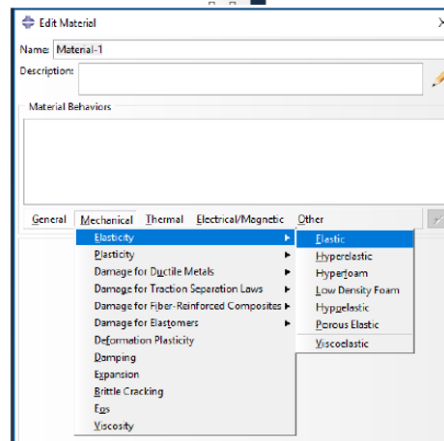 Edit Material
Name: Material-1
Description:
Material Behaviors
General Mechanical Thermal Electrical/Magnetic Other
Elasticity
Plasticity
Damage for Ductile Metals
Damage for Traction Separation Laws
Damage for Fiber-Reinforced Composites
Damage for Elastomers
Deformation Plasticity
Damping
Expansion
Brittle Cracking
Eos
Viscosity
Elastic
Hyperelastic
Hyperfoam
Low Density Foam
Hypoelastic
Porous Elastic
Viscoelastic